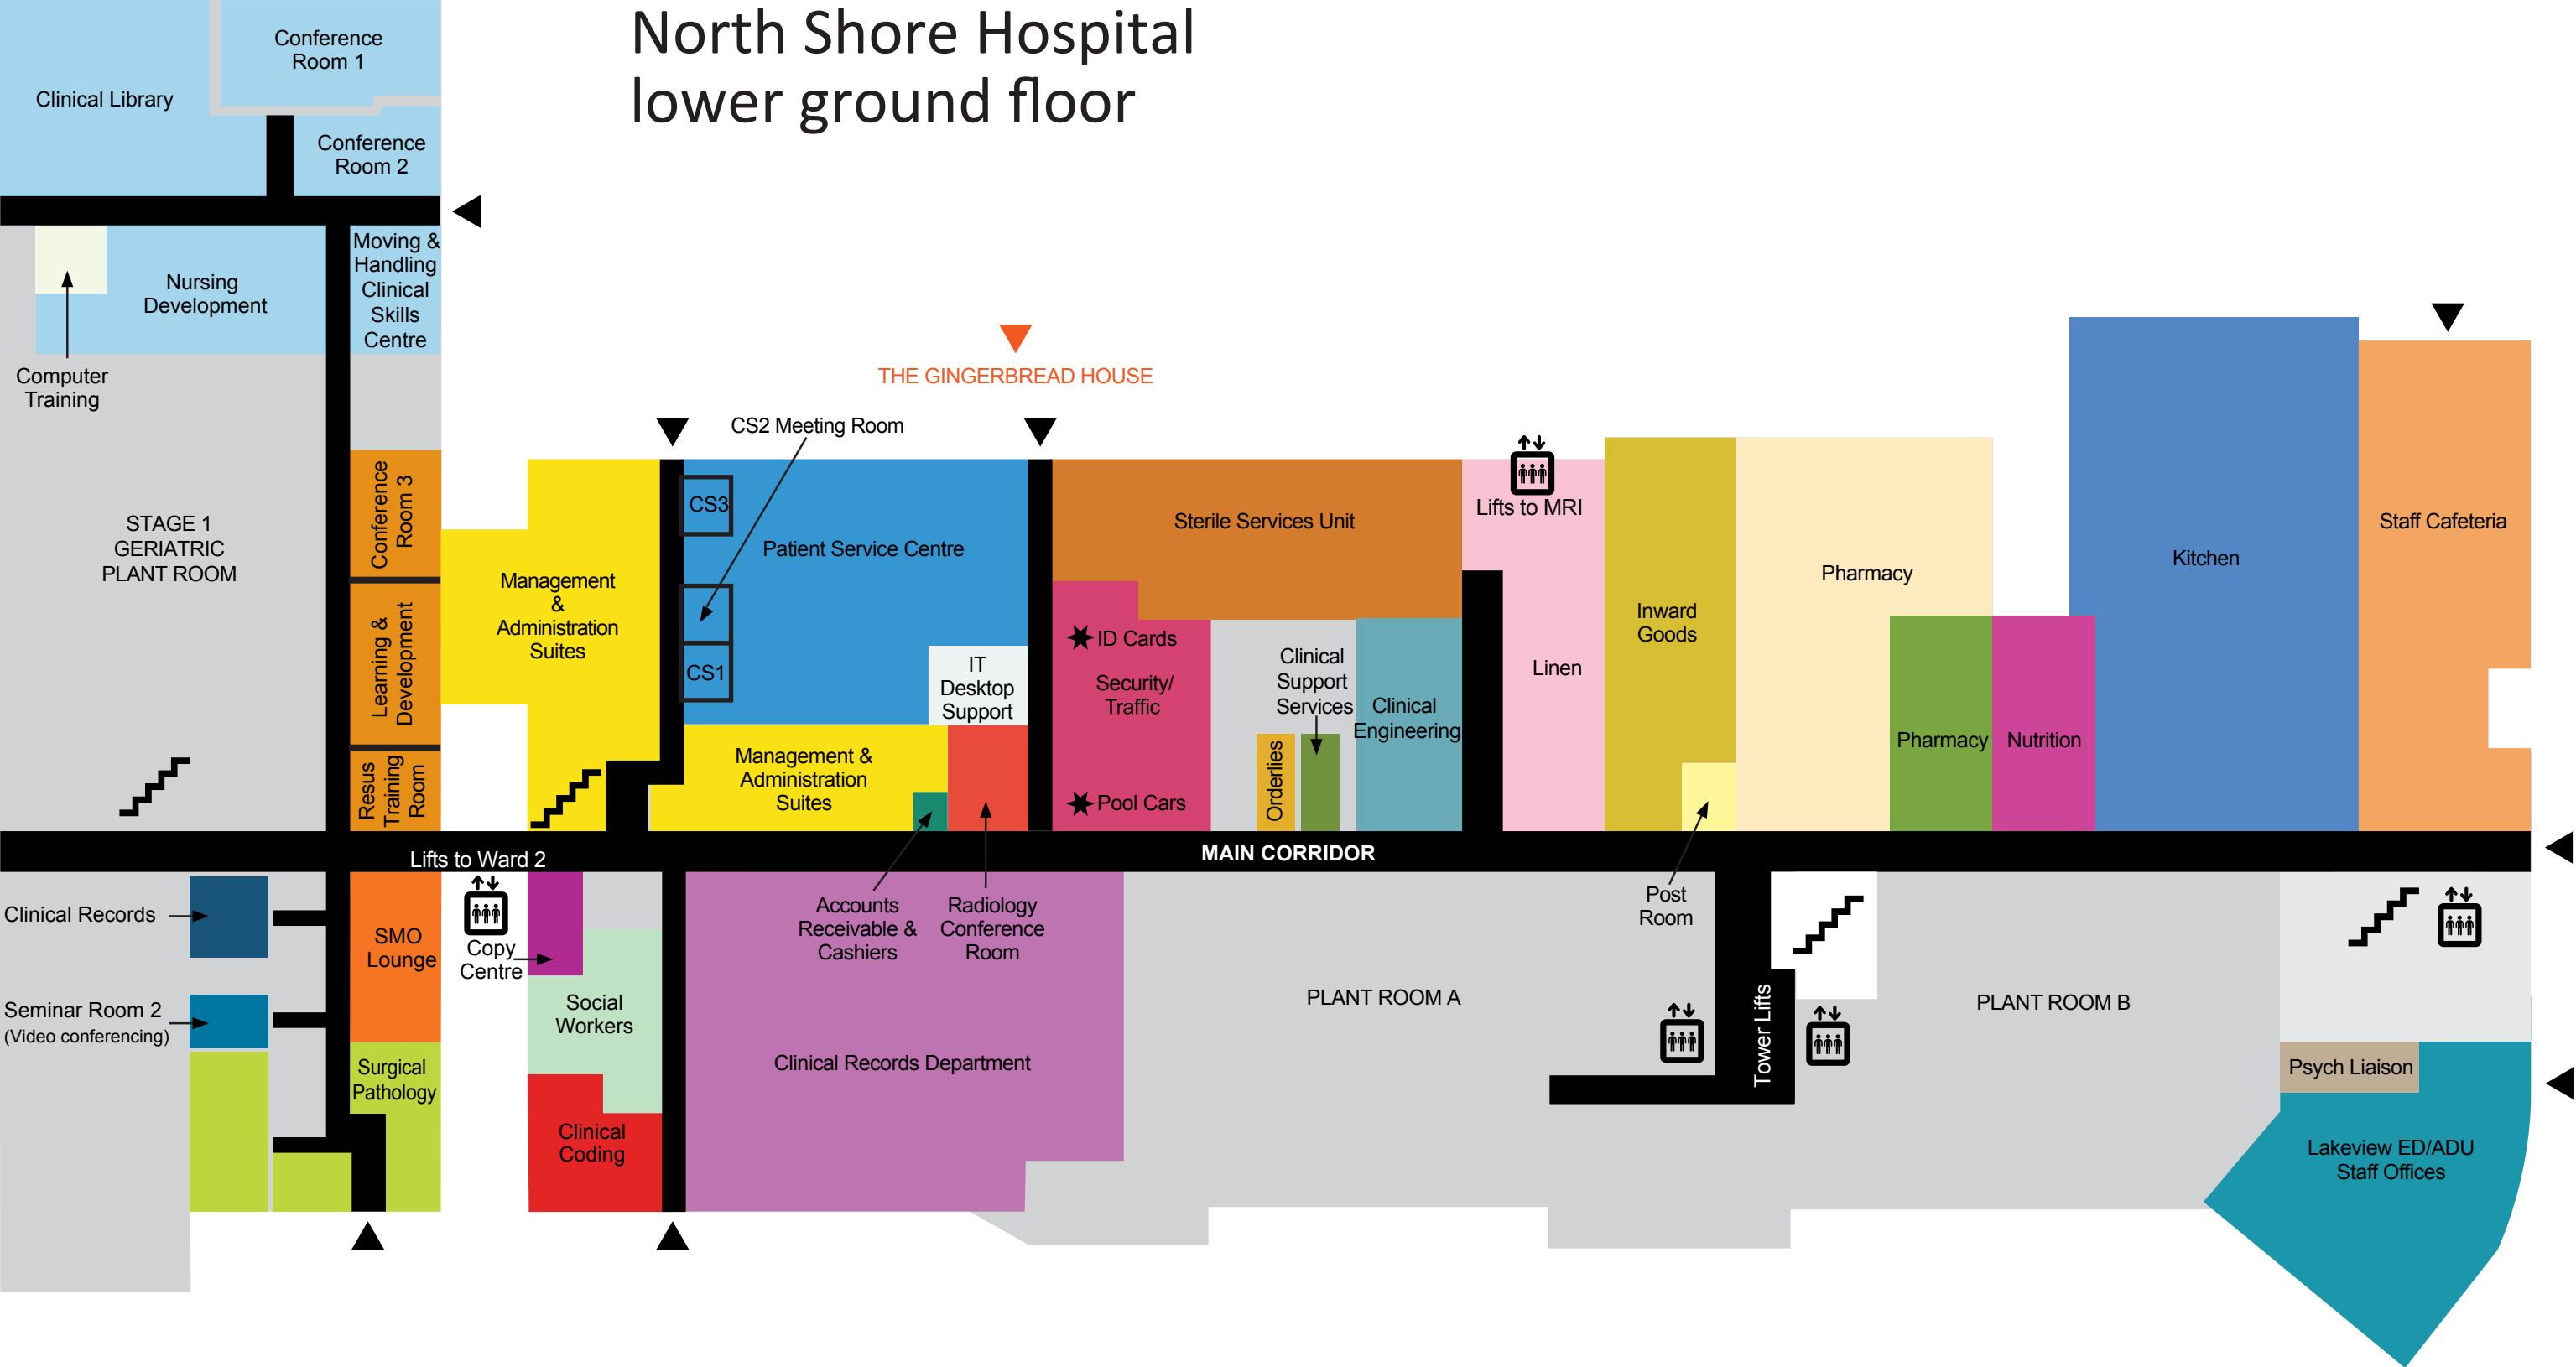 North Shore Hospital
lower ground floor
Conference
Room 1
Clinical Library
Conference
Room 2
Moving &
Handling
Clinical
Skills
Centre
Nursing
Development
Computer
Training
THE GINGERBREAD HOUSE
CS2 Meeting Room
STAGE 1
GERIATRIC
PLANT ROOM
Conference
Room 3
Learning &
Development
Resus
Training
Room
Management
&
Administration
Suites
CS3
CS1
Patient Service Centre
IT
Desktop
Support
Management &
Administration
Suites
Sterile Services Unit
ID Cards
Security/
Traffic
Pool Cars
Clinical
Support
Services
Orderlies
Clinical
Engineering
Lifts to MRI
Linen
Inward
Goods
Pharmacy
Pharmacy
Nutrition
Kitchen
Staff Cafeteria
Lifts to Ward 2
MAIN CORRIDOR
Clinical Records
Seminar Room 2
(Video conferencing)
SMO
Lounge
Surgical
Pathology
Copy
Centre
Social
Workers
Clinical
Coding
Accounts
Receivable &
Cashiers
Radiology
Conference
Room
Clinical Records Department
PLANT ROOM A
Post
Room
Tower Lifts
PLANT ROOM B
Psych Liaison
Lakeview ED/ADU
Staff Offices